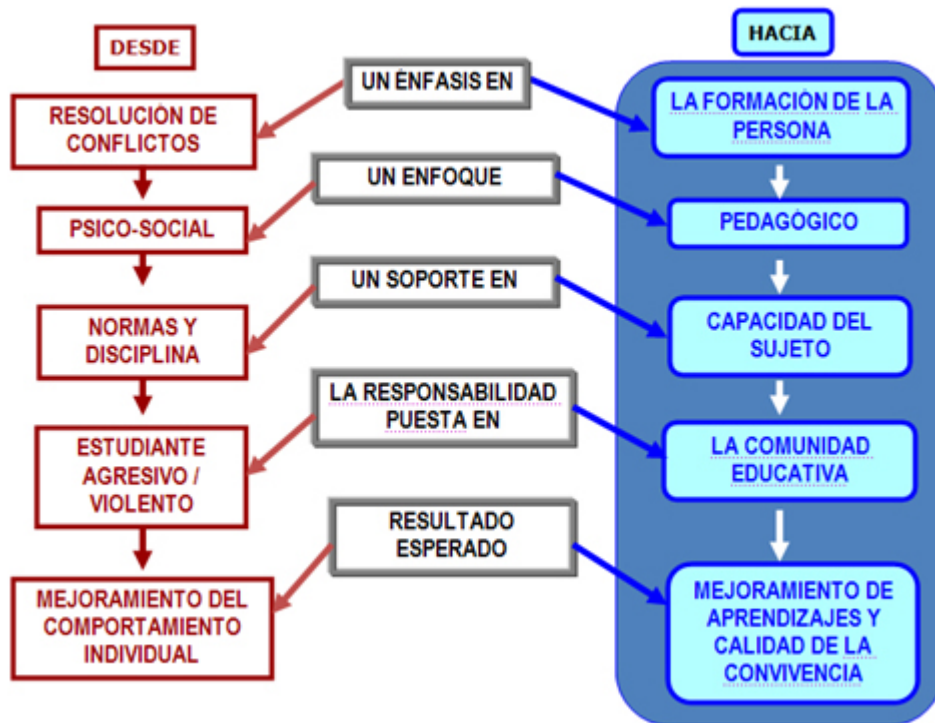 DESDE
HACIA
UN ÉNFASIS EN
RESOLUCIÓN DE
CONFLICTOS
LA FORMACIÓN DE LA
PERSONA
UN ENFOQUE
PSICO-SOCIAL
PEDAGÓGICO
UN SOPORTE EN
NORMAS Y
DISCIPLINA
CAPACIDAD DEL
SUJETO
LA RESPONSABILIDAD
PUESTA EN
ESTUDIANTE
AGRESIVO /
VIOLENTO
LA COMUNIDAD
EDUCATIVA
RESULTADO
ESPERADO
MEJORAMIENTO DEL
COMPORTAMIENTO
INDIVIDUAL
MEJORAMIENTO DE
APRENDIZAJES Y
CALIDAD DE LA
CONVIVENCIA